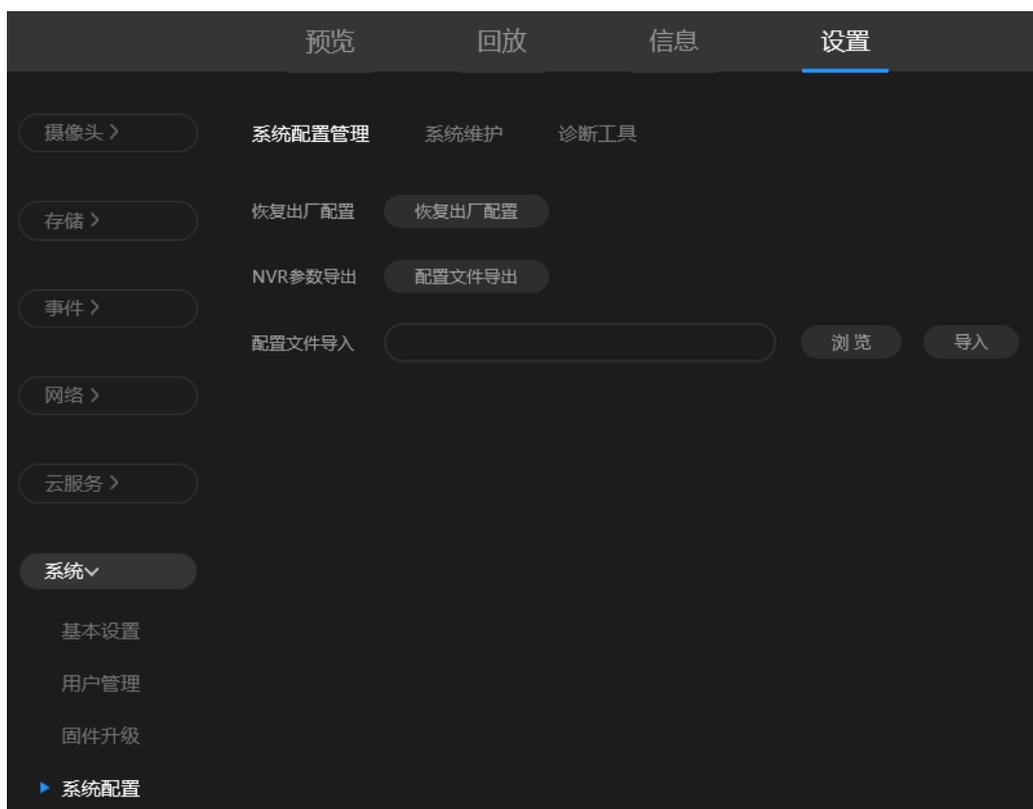 预览 回放 信息 设置
摄像头 >
系统配置管理 系统维护 诊断工具
恢复出厂配置 恢复出厂配置
存储 >
NVR参数导出 配置文件导出
事件 >
配置文件导入 浏览 导入
网络 >
云服务 >
系统
基本设置
用户管理
固件升级
系统配置